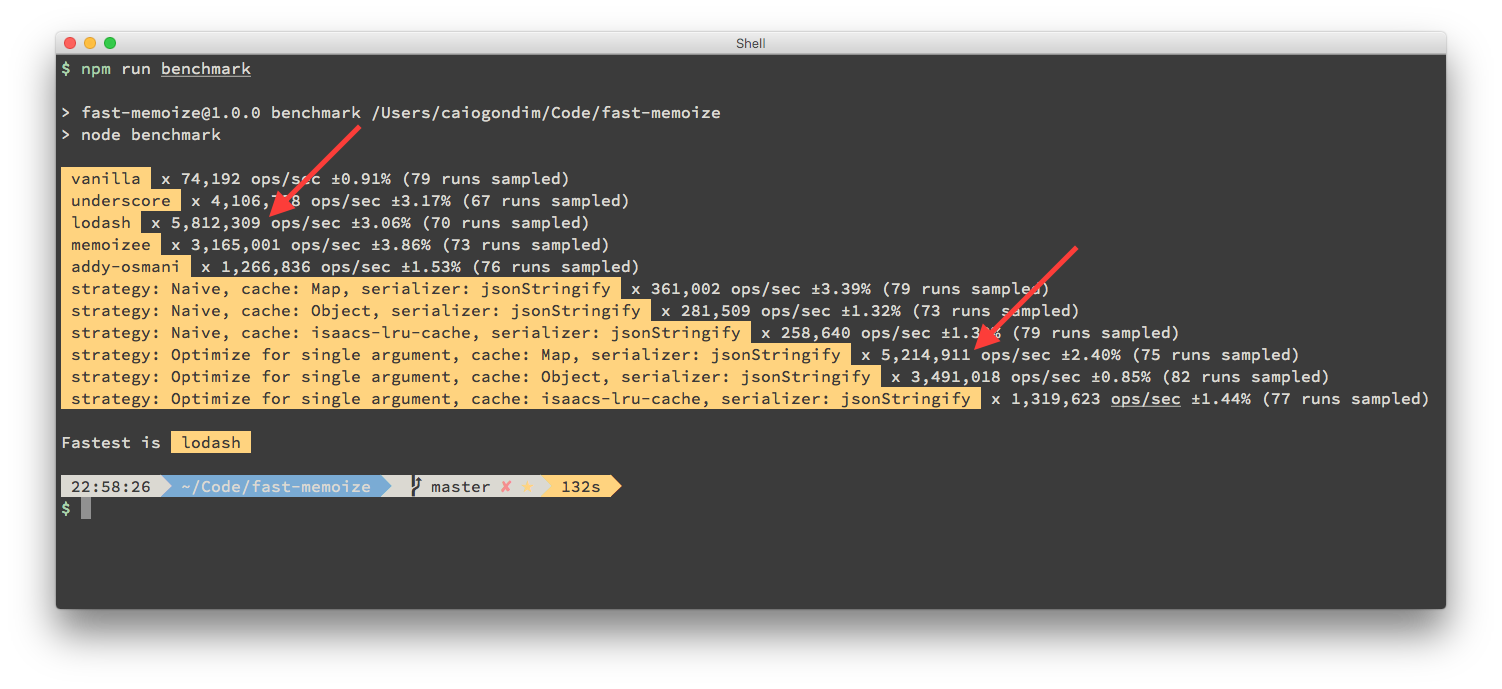 Shell
$ npm run benchmark
> fast-memoize@1.0.0 benchmark /Users/caiogondim/Code/fast-memoize
> node benchmark
vanilla x 74,192 ops/sec ±0.91% (79 runs sampled)
underscore x ops/sec ±3.17% (67 runs sampled)
lodash x 5,812,309 ops/sec ±3.06% (70 runs sampled)
memoizee x 3,165,001 ops/sec ±3.86% (73 runs sampled)
addy-osmani x 1,266,836 ops/sec ±1.53% (76 runs sampled)
strategy: Naive, cache: Map, serializer: jsonStringify x 361,002 ops/sec ±3.39% (79 runs sampled)
strategy: Naive, cache: Object, serializer: jsonStringify x 281,509 ops/sec ±1.32% (73 runs sampled)
strategy: Naive, cache: isaacs-lru-cache, serializer: jsonStringify x 258,640 ops/sec (79 runs sampled)
strategy: Optimize for single argument, cache: Map, serializer: jsonStringify x 5,214,911 ops/sec ±2.40% (75 runs sampled)
strategy: Optimize for single argument, cache: Object, serializer: jsonStringify x 3,491,018 ops/sec ±0.85% (82 runs sampled)
strategy: Optimize for single argument, cache: isaacs-lru-cache, serializer: jsonStringify x 1,319,623 ops/sec ±1.44% (77 runs sampled)
Fastest is lodash
22:58:26 ~/Code/fast-memoize master ✘ ★ 132s
$